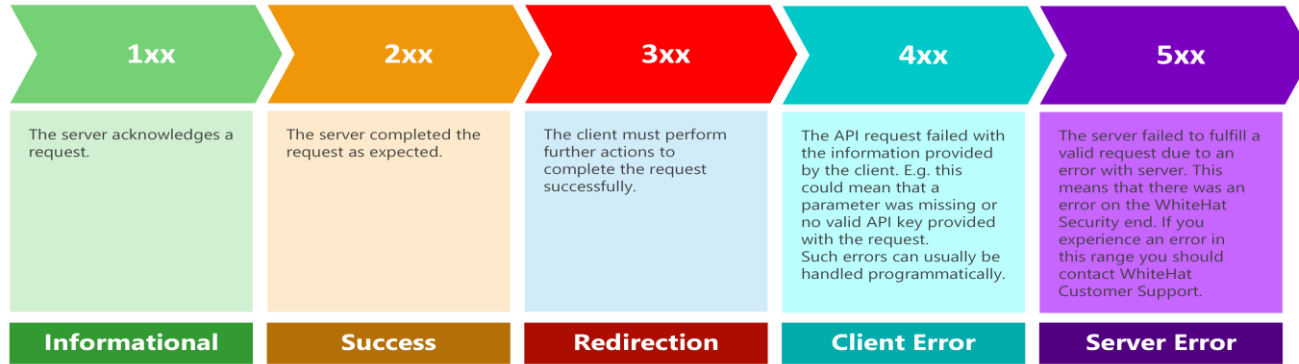 1xx
2xx
3xx
4xx
5xx
The server acknowledges a
request.
The server completed the
request as expected.
The client must perform
further actions to
complete the request
successfully.
The API request failed with
the information provided
by the client. E.g. this
could mean that a
parameter was missing or
no valid API key provided
with the request.
Such errors can usually be
handled programmatically.
The server failed to fulfill a
valid request due to an
error with server. This
means that there was an
error on the WhiteHat
Security end. If you
experience an error in
this range you should
contact WhiteHat
Customer Support.
Informational
Success
Redirection
Client Error
Server Error